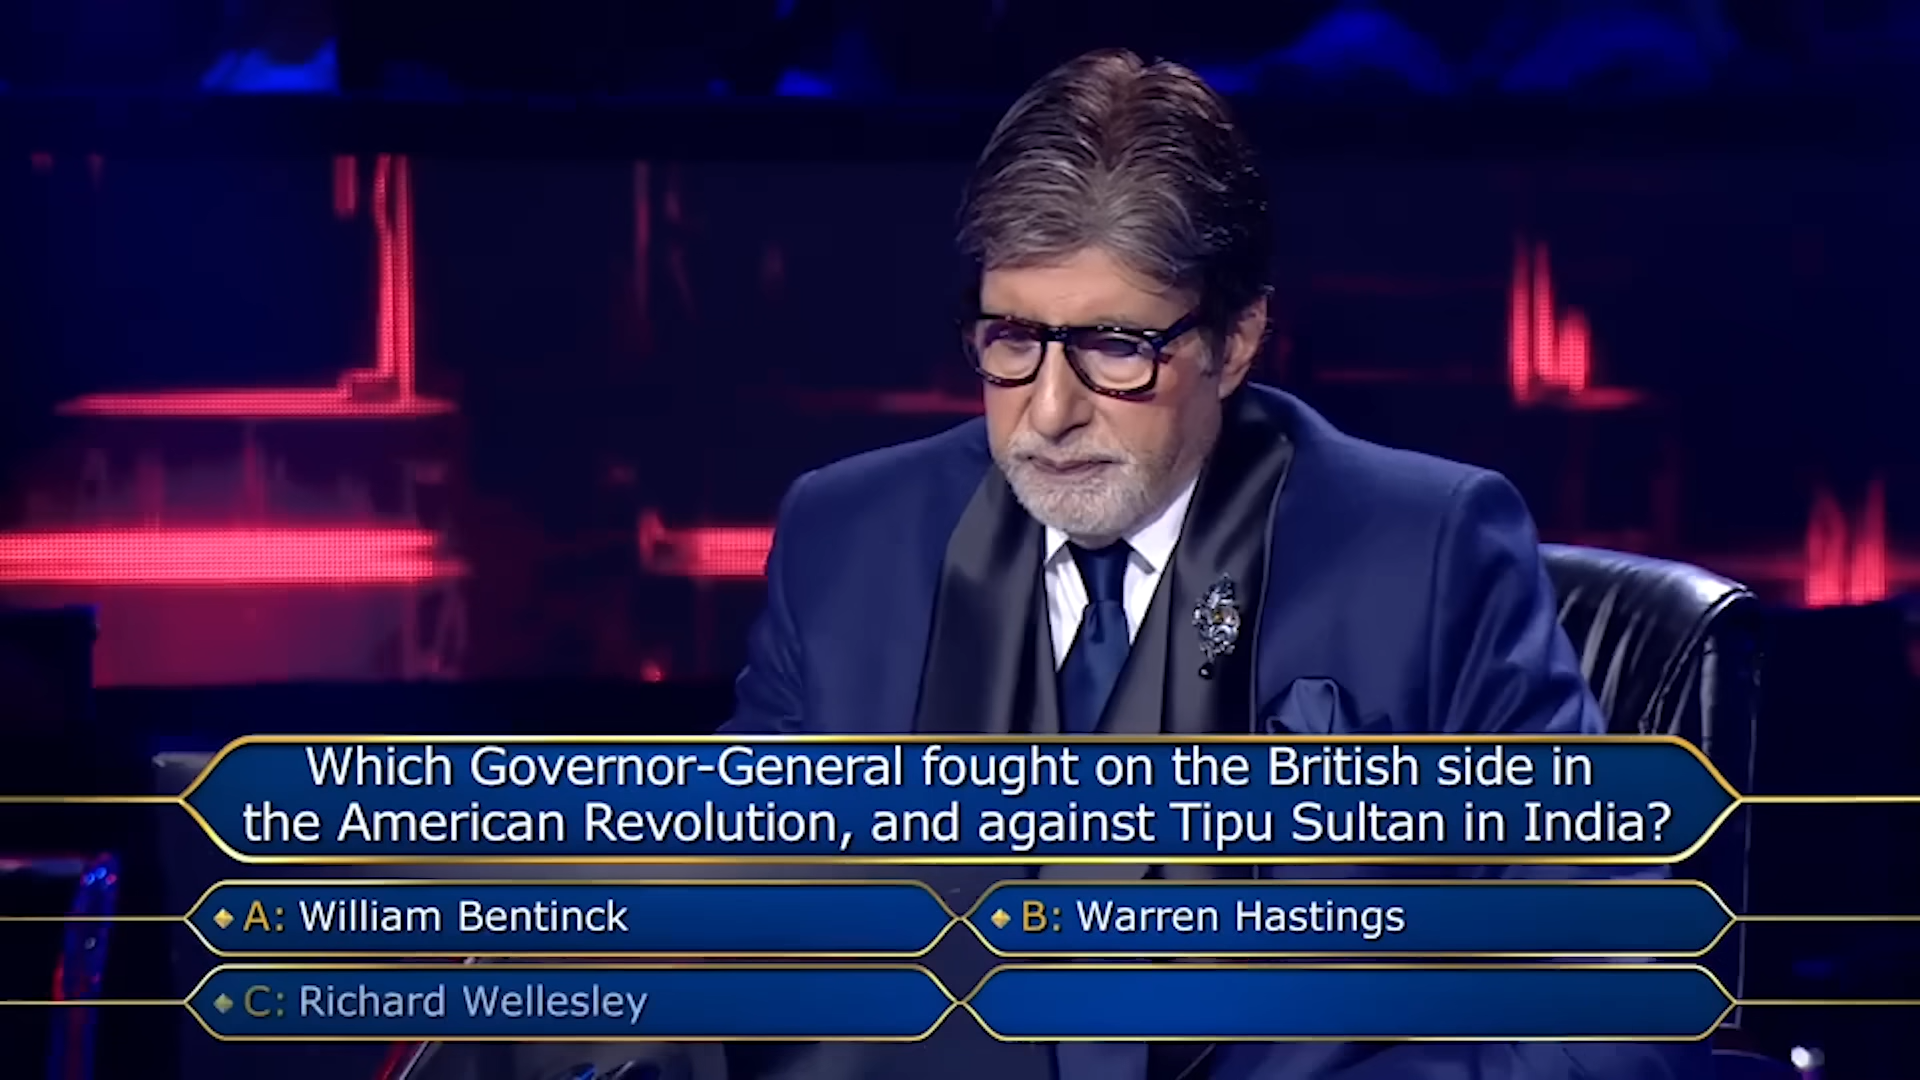 Which Governor-General fought on the British side in
the American Revolution, and against Tipu Sultan in India?
A: William Bentinck
B: Warren Hastings
C: Richard Wellesley